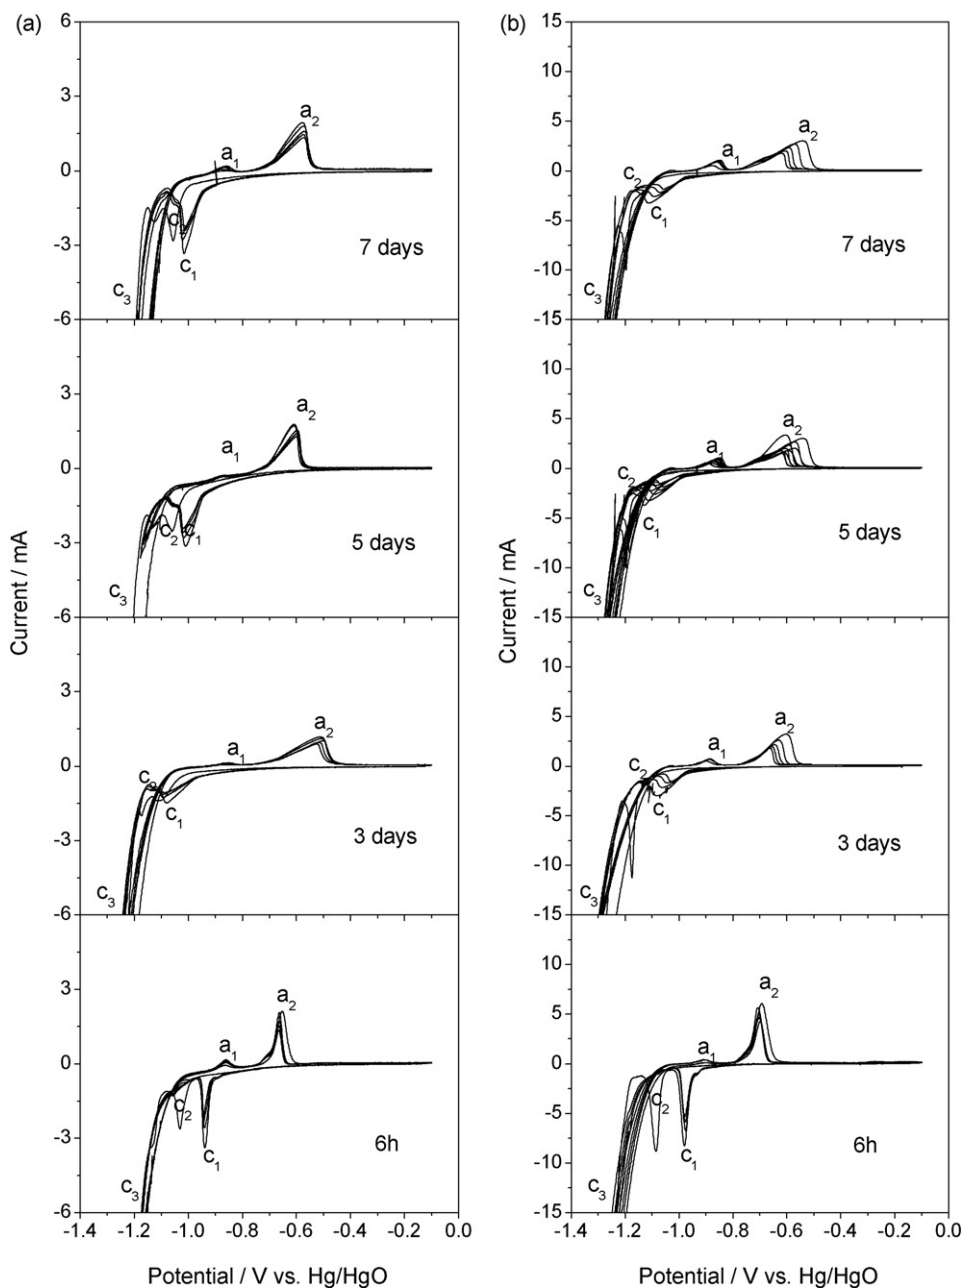 (a)
6
3
0
-3
-6
a₁
a₂
c
c₁
c₃
7 days
3
0
-3
-6
a₁
a₂
c₂
₁
c₃
5 days
3
0
-3
-6
a₁
a₂
c₂
c₁
c₃
3 days
3
0
-3
-6
a₁
a₂
c₂
c₁
c₃
6h
-1.4 -1.2 -1.0 -0.8 -0.6 -0.4 -0.2 0.0
Current / mA
Potential / V vs. Hg/HgO
(b)
15
10
5
0
-5
-10
-15
a₁
a₂
c₂
c₁
c₃
7 days
10
5
0
-5
-10
-15
a₁
a₂
c₂
c₁
c₃
5 days
10
5
0
-5
-10
-15
a₁
a₂
c₂
c₁
c₃
3 days
10
5
0
-5
-10
-15
a₁
a₂
c₂
c₁
c₃
6h
-1.4 -1.2 -1.0 -0.8 -0.6 -0.4 -0.2 0.0
Current / mA
Potential / V vs. Hg/HgO